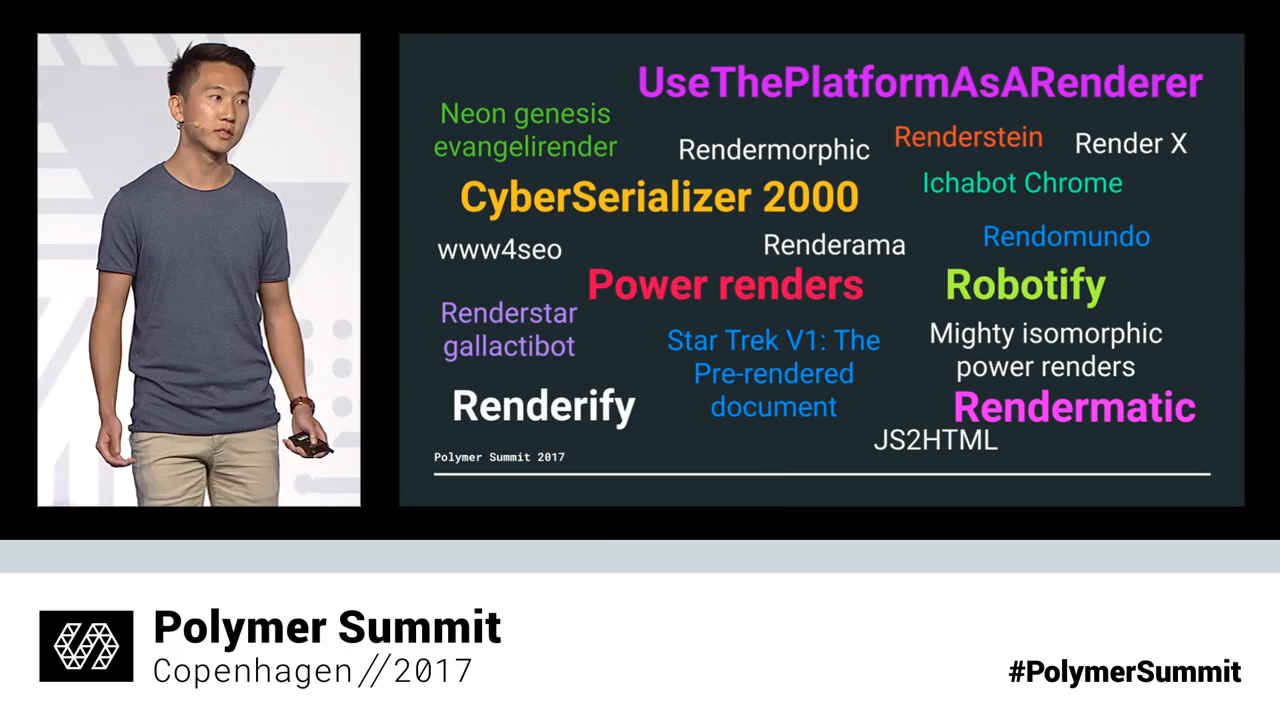 UseThePlatformAsARenderer
Neon genesis
evangelirender
Rendermorphic
Renderstein
Render X
CyberSerializer 2000
Ichabot Chrome
www4seo
Renderama
Rendomundo
Power renders
Robotify
Renderstar
gallactibot
Star Trek V1: The
Pre-rendered
document
Mighty isomorphic
power renders
Renderify
Rendermatic
JS2HTML
Polymer Summit 2017
Polymer Summit
Copenhagen//2017
#PolymerSummit